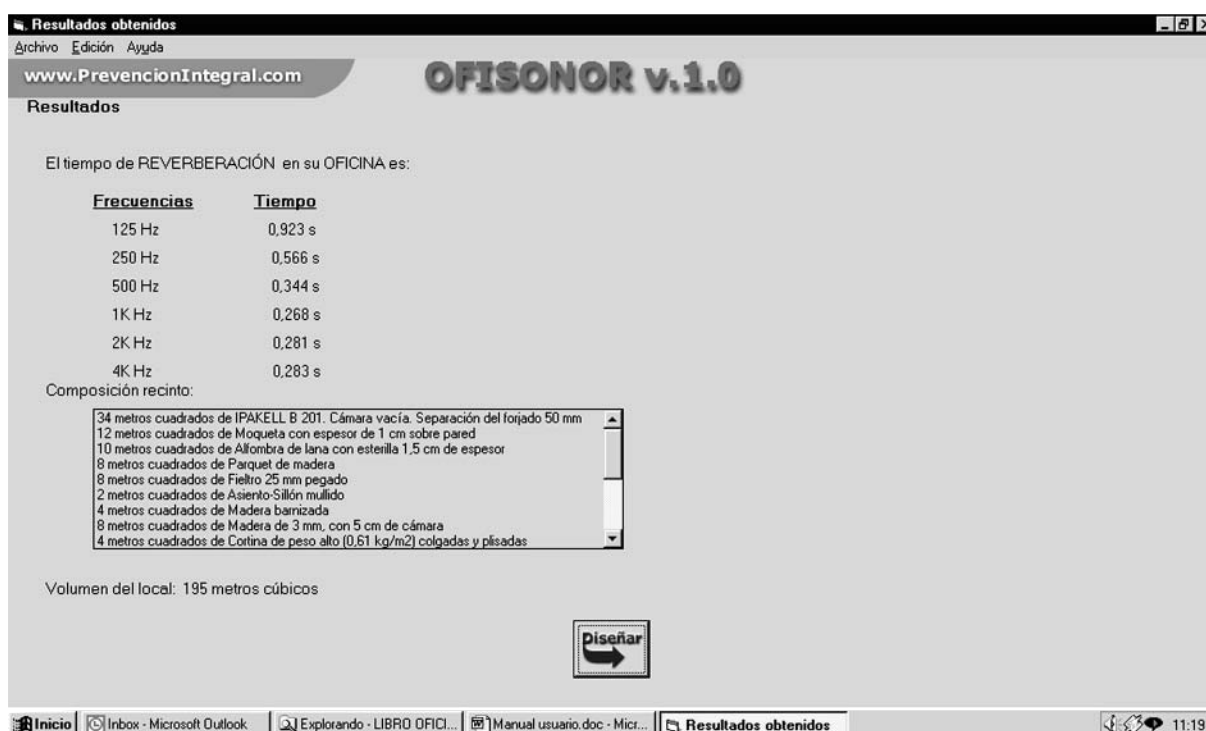 Resultados obtenidos
Archivo Edición Ayuda
www.PrevencionIntegral.com
OFISONOR v.1.0
Resultados
El tiempo de REVERBERACIÓN en su OFICINA es:
Frecuencias Tiempo
125 Hz 0,923 s
250 Hz 0,566 s
500 Hz 0,344 s
1K Hz 0,268 s
2K Hz 0,281 s
4K Hz 0,283 s
Composición recinto:
34 metros cuadrados de IPAKELL B 201. Cámara vacía. Separación del forjado 50 mm
12 metros cuadrados de Moqueta con espesor de 1 cm sobre pared
10 metros cuadrados de Alfombra de lana con esterilla 1,5 cm de espesor
8 metros cuadrados de Parquet de madera
8 metros cuadrados de Fieltro 25 mm pegado
2 metros cuadrados de Asiento-Sillón mullido
4 metros cuadrados de Madera barnizada
8 metros cuadrados de Madera de 3 mm, con 5 cm de cámara
4 metros cuadrados de Cortina de peso alto (0,61 kg/m2) colgadas y plisadas
Volumen del local: 195 metros cúbicos
Diseñar
Inicio Inbox - Microsoft Outlook Explorando - LIBRO OFICI... Manual usuario.doc - Micr... Resultados obtenidos 11:19